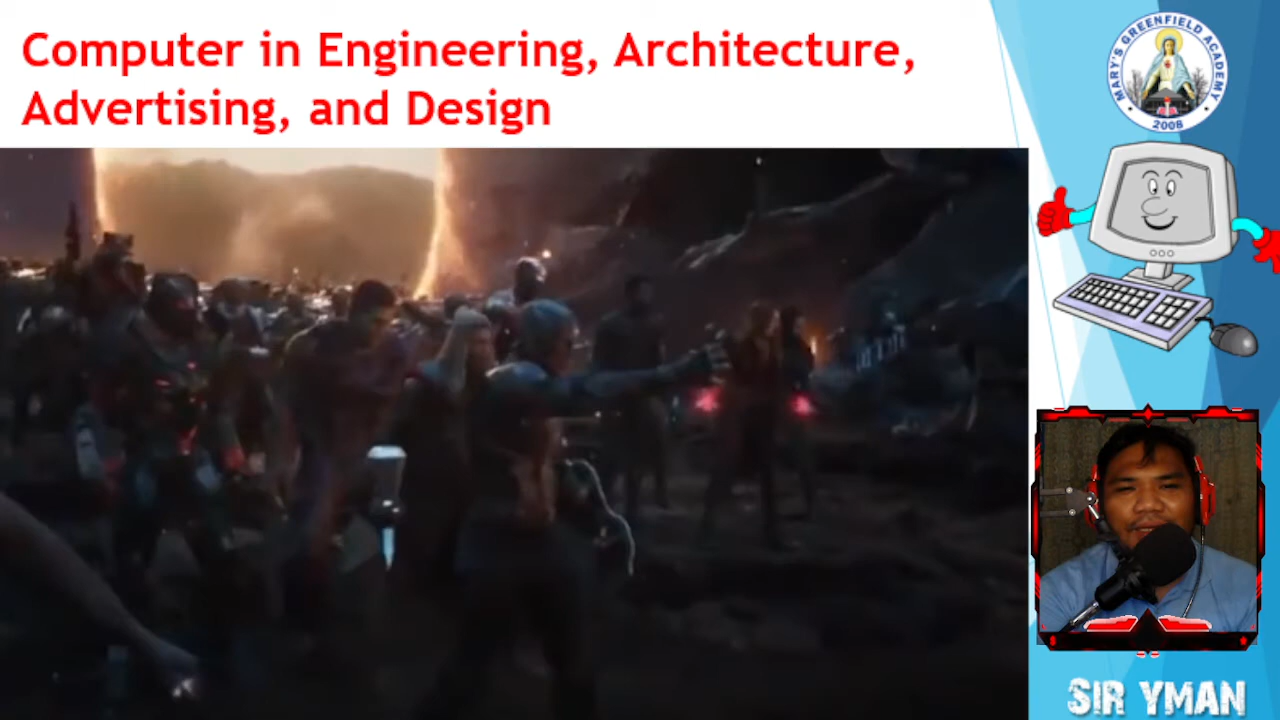 Computer in Engineering, Architecture,
Advertising, and Design
MARY'S GREENFIELD ACADEMY
2008
SIR YMAN